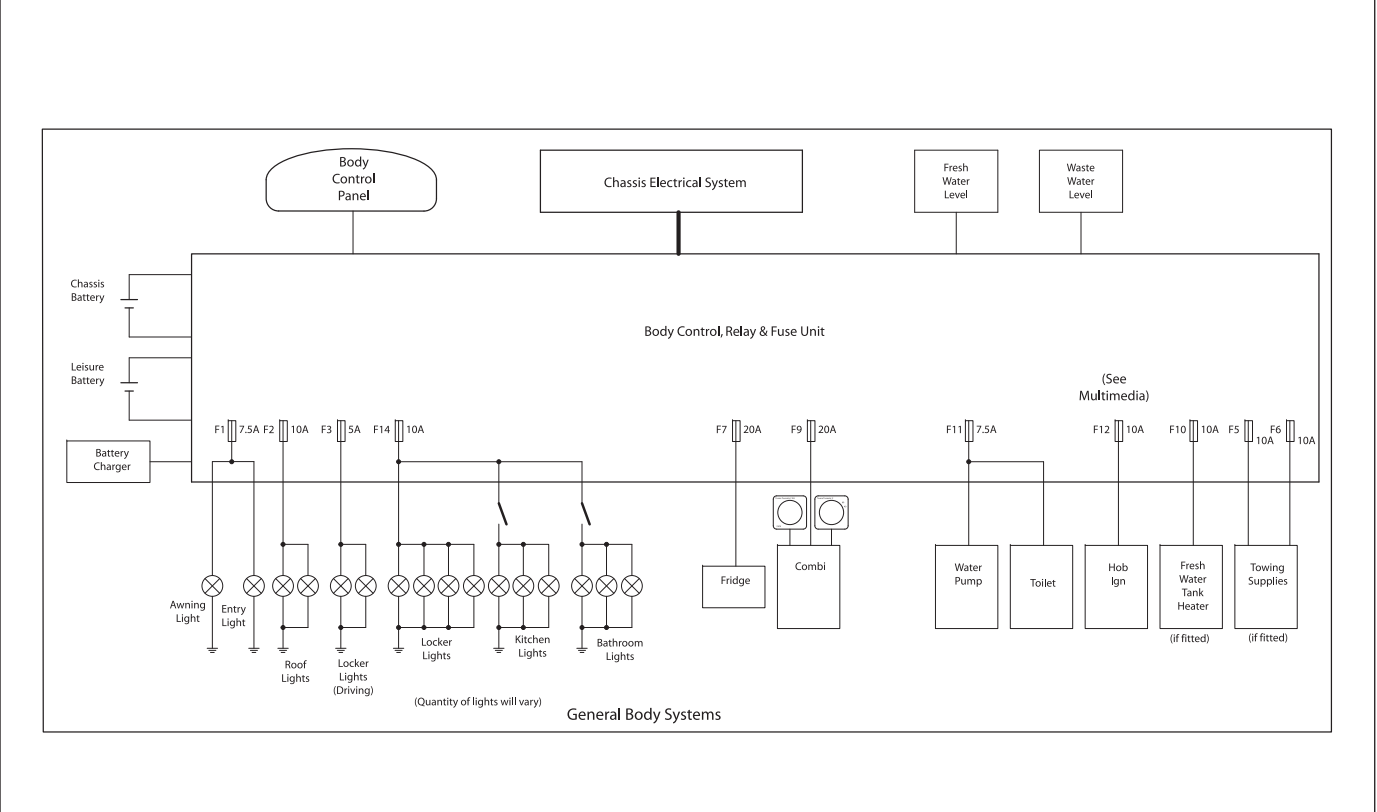 Body
Control
Panel
Chassis Electrical System
Fresh
Water
Level
Waste
Water
Level
Chassis
Battery
Body Control, Relay & Fuse Unit
Leisure
Battery
(See
Multimedia)
F1 7.5A F2 10A F3 5A F14 10A F7 20A F9 20A F11 7.5A F12 10A F10 10A F5 10A F6 10A
Battery
Charger
Fridge
Combi
Water
Pump
Toilet
Hob
Ign
Fresh
Water
Tank
Heater
(if fitted)
Towing
Supplies
(if fitted)
Awning
Light
Entry
Light
Roof
Lights
Locker
Lights
(Driving)
Locker
Lights
Kitchen
Lights
Bathroom
Lights
(Quantity of lights will vary)
General Body Systems